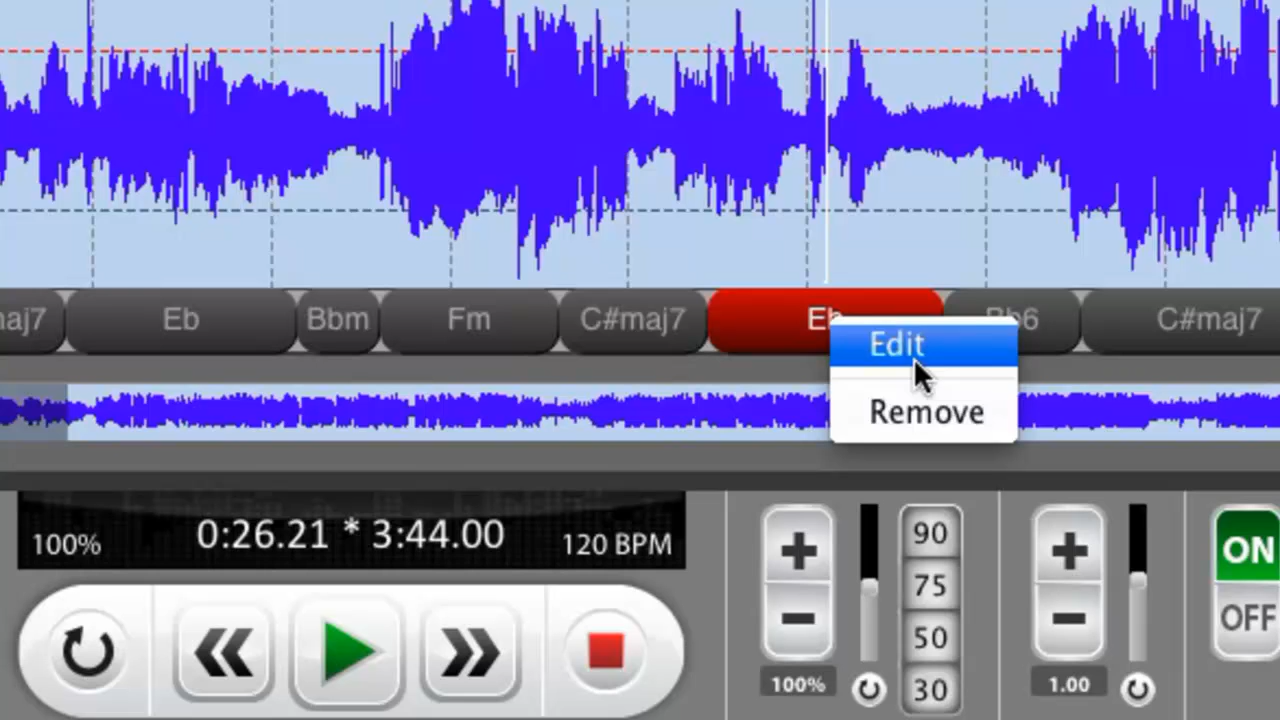 maj7 Eb Bbm Fm C#maj7 Eb Bb6 C#maj7
Edit
Remove
100% 0:26.21 * 3:44.00 120 BPM
90
75
50
30
100%
1.00
ON
OFF